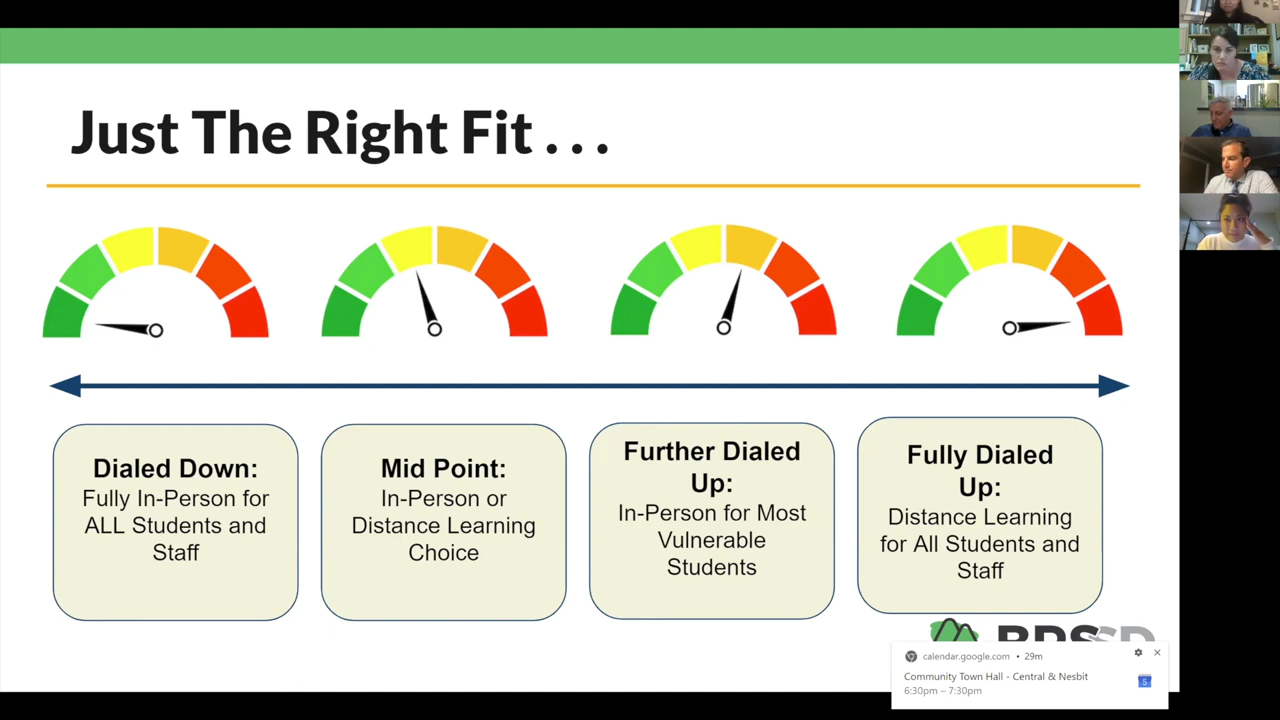 Just The Right Fit . . .
Dialed Down:
Fully In-Person for
ALL Students and
Staff
Mid Point:
In-Person or
Distance Learning
Choice
Further Dialed
Up:
In-Person for Most
Vulnerable
Students
Fully Dialed
Up:
Distance Learning
for All Students and
Staff
calendar.google.com • 29m
Community Town Hall - Central & Nesbit
6:30pm – 7:30pm
5